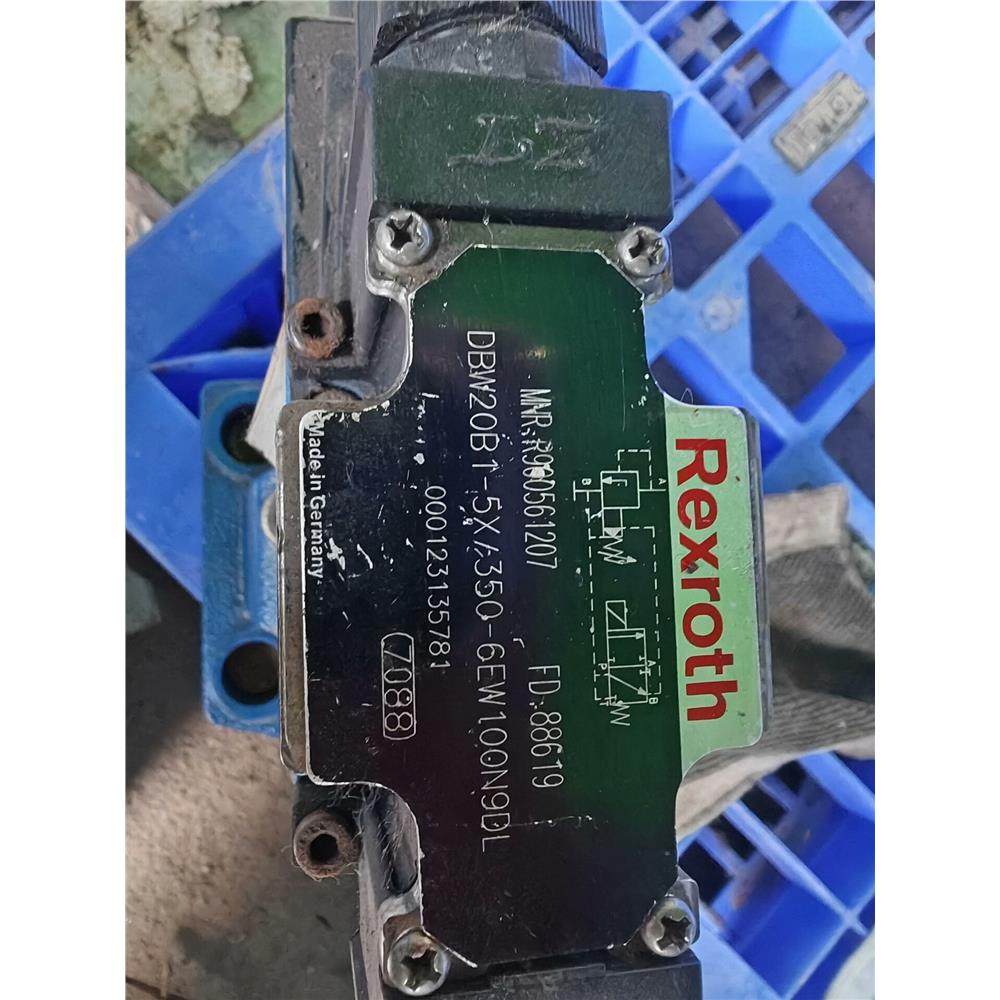 Rexroth
MNR:R900561207 FD:88619
DBW20B1-5X/350-6EW100N9DL
000123135781
7088
Made in Germany
A
B
A
B
P
T